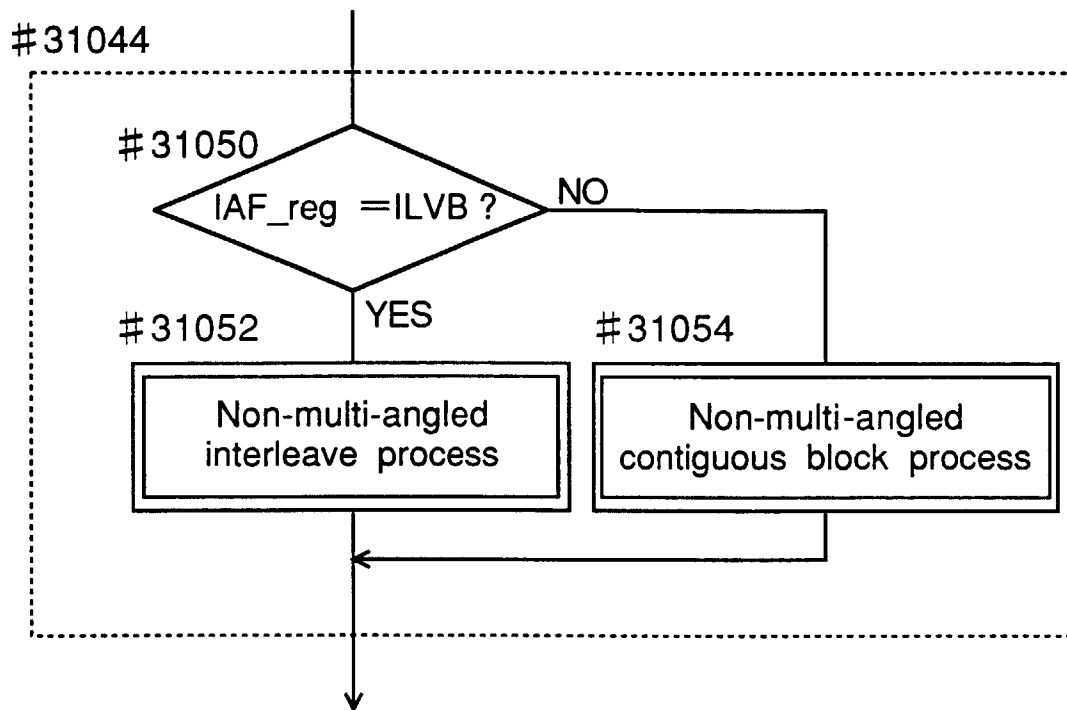 #31044
#31050
IAF_reg =ILVB ?
NO
YES
#31052
#31054
Non-multi-angled
interleave process
Non-multi-angled
contiguous block process